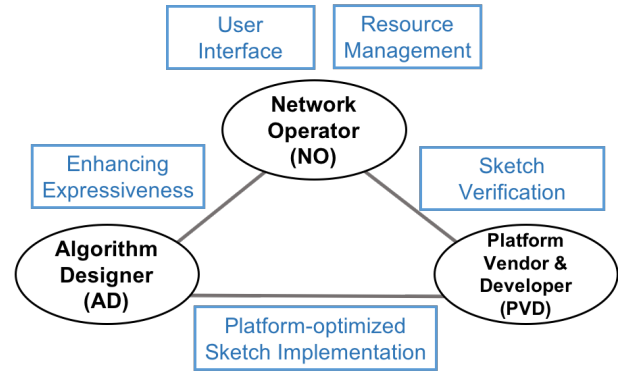 User
Interface
Resource
Management
Network
Operator
(NO)
Enhancing
Expressiveness
Sketch
Verification
Algorithm
Designer
(AD)
Platform
Vendor &
Developer
(PVD)
Platform-optimized
Sketch Implementation